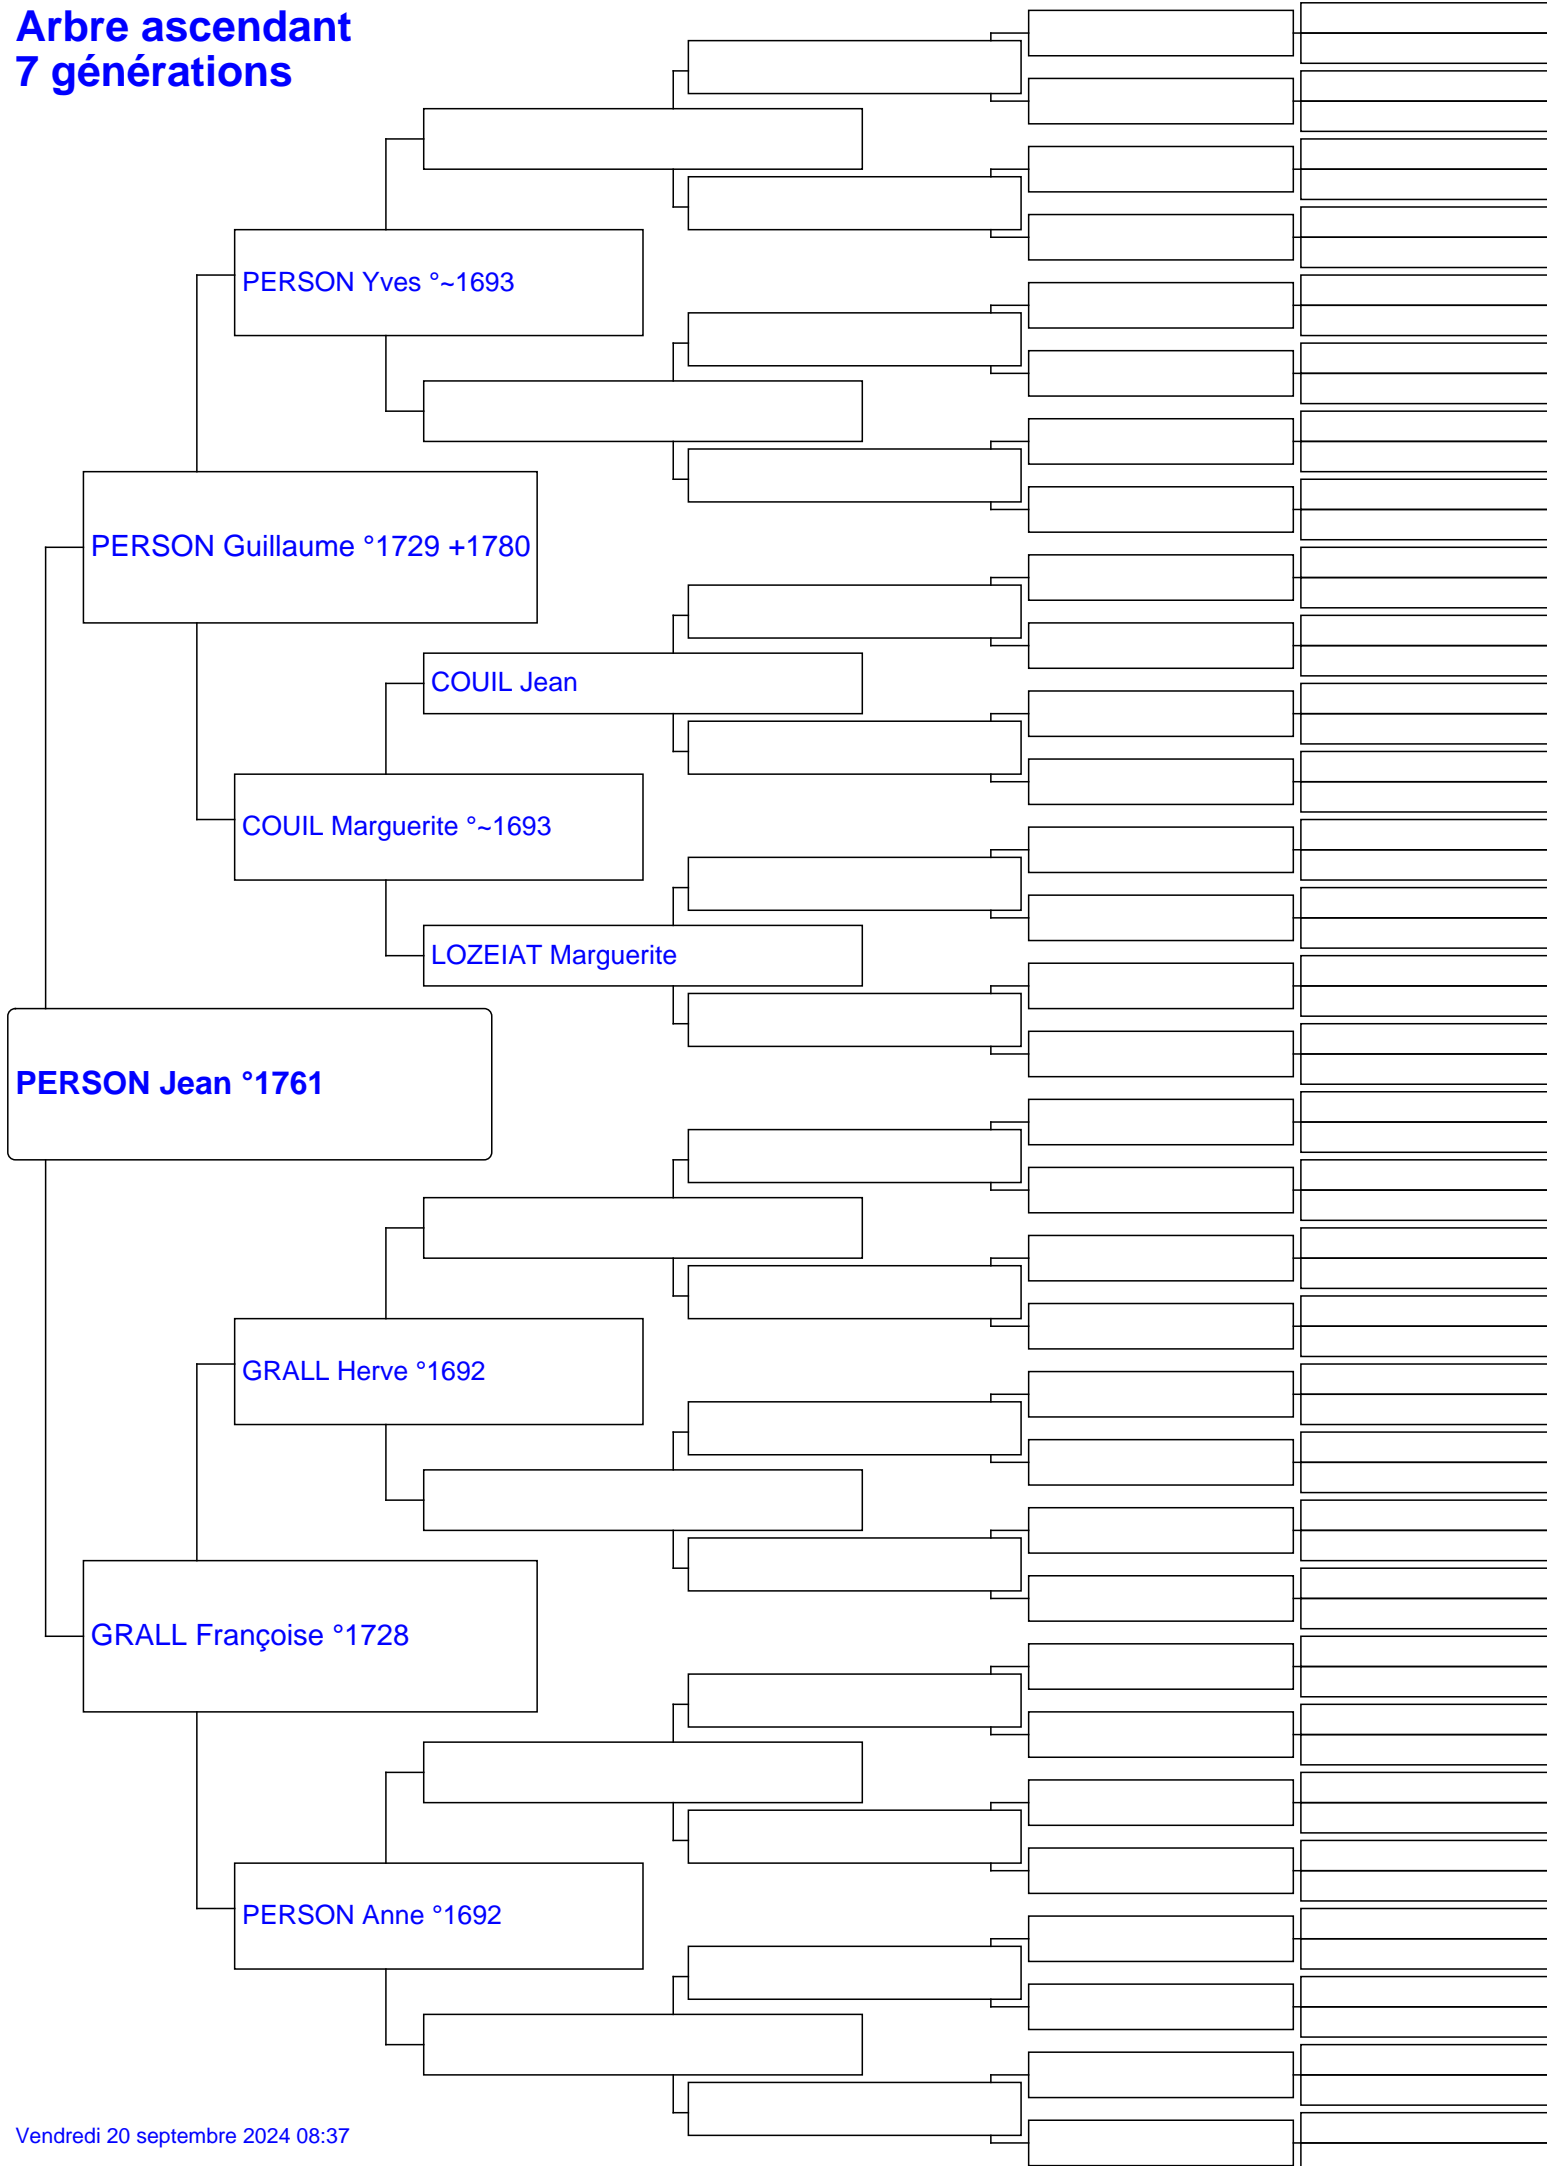 Arbre ascendant
7 générations
PERSON Yves °~1693
PERSON Guillaume °1729 +1780
COUIL Jean
COUIL Marguerite °~1693
LOZEIAT Marguerite
PERSON Jean °1761
GRALL Herve °1692
GRALL Françoise °1728
PERSON Anne °1692
Vendredi 20 septembre 2024 08:37